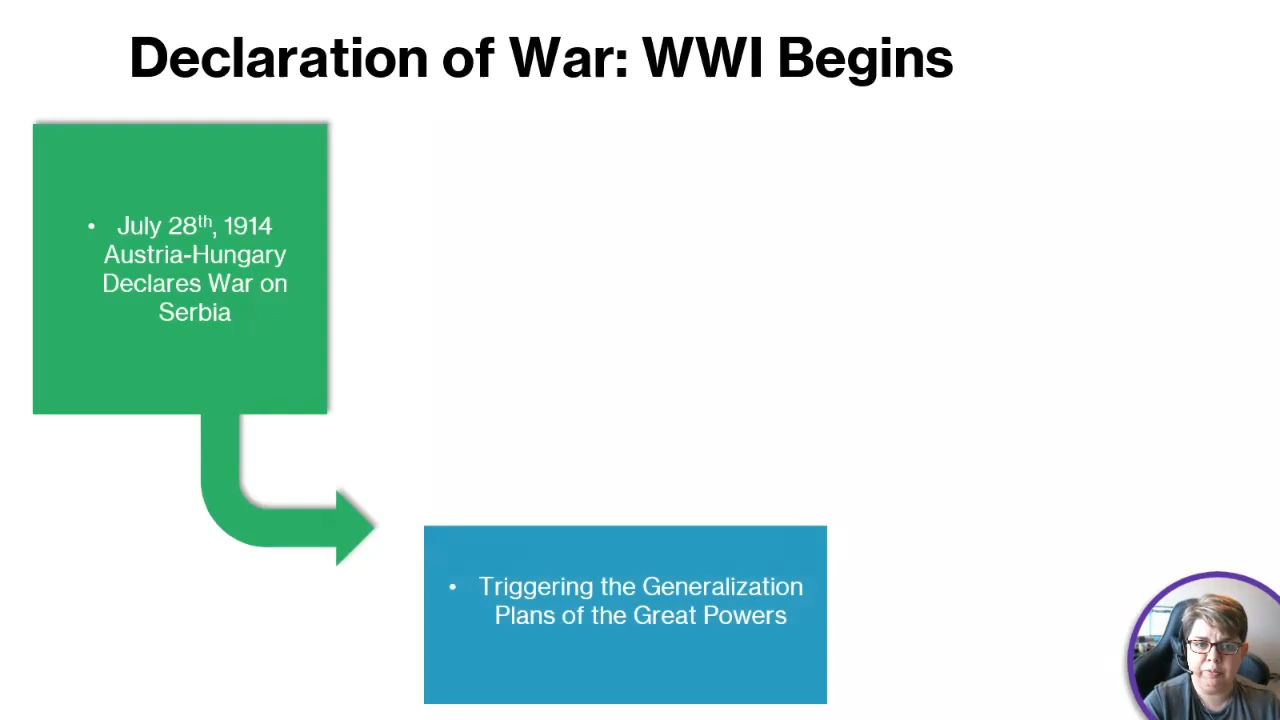 Declaration of War: WWI Begins
• July 28th, 1914
Austria-Hungary
Declares War on
Serbia
• Triggering the Generalization
Plans of the Great Powers